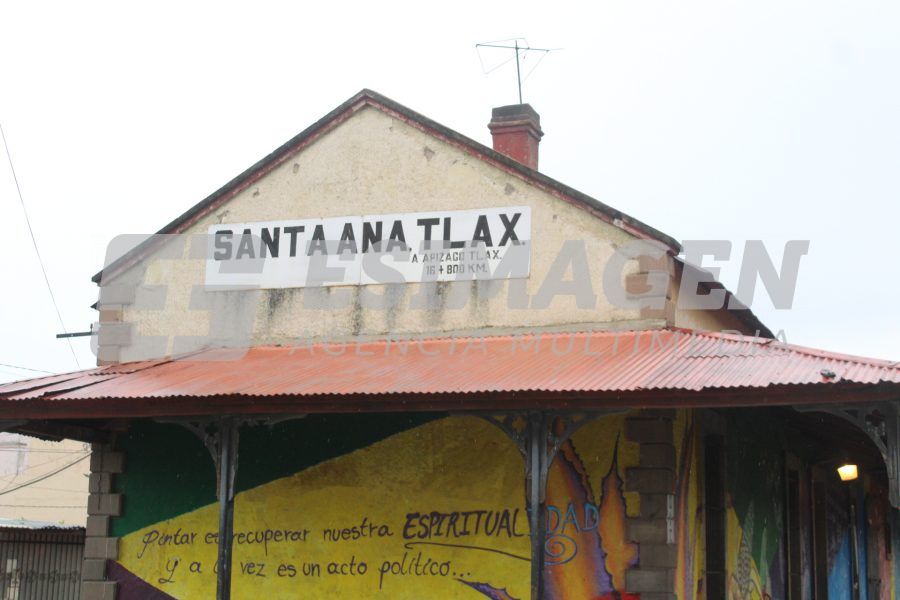 SANTA ANA, TLAX.
A APIZACO TLAX.
16+800 KM.
ESIMAGEN
AGENCIA MULTIMEDIA
pintar es recuperar nuestra ESPIRITUALIDAD
y a la vez es un acto político...